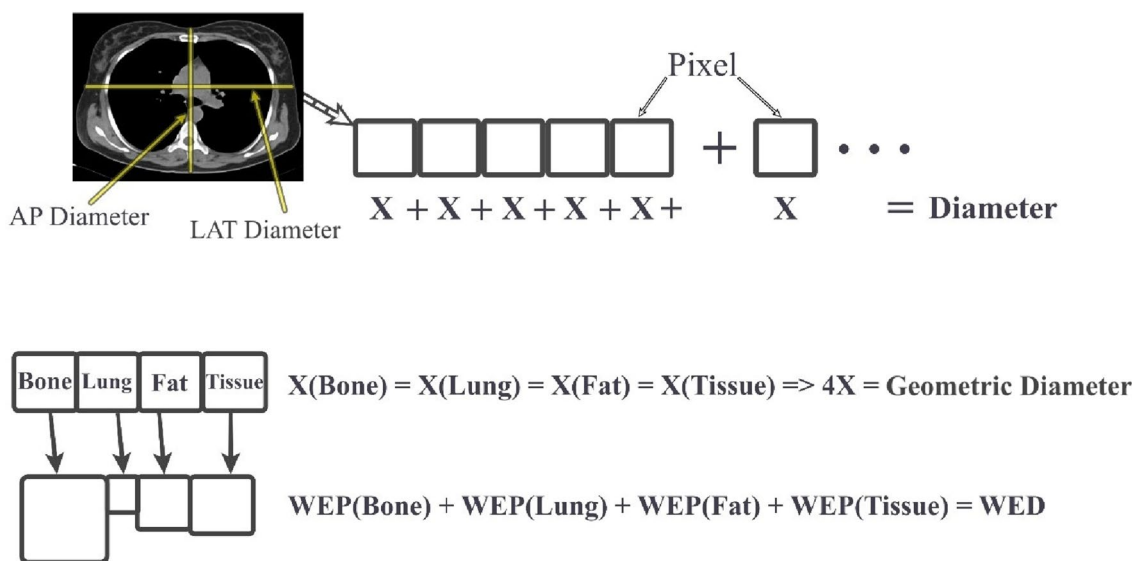 Pixel
AP Diameter
LAT Diameter
X + X + X + X + X + X = Diameter
Bone Lung Fat Tissue
X(Bone) = X(Lung) = X(Fat) = X(Tissue) => 4X = Geometric Diameter
WEP(Bone) + WEP(Lung) + WEP(Fat) + WEP(Tissue) = WED